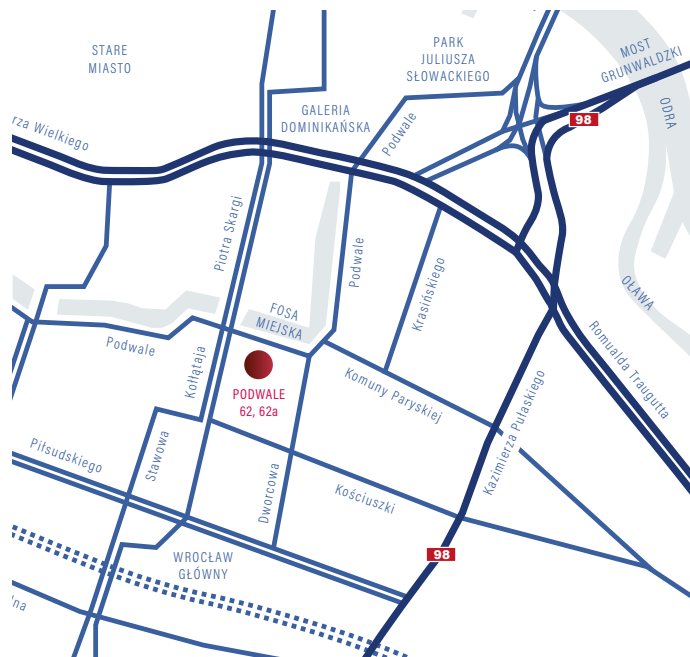 STARE
MIASTO
PARK
JULIUSZA
SŁOWACKIEGO
MOST
GRUNWALDZKI
ODRA
98
GALERIA
DOMINIKAŃSKA
Podwale
rza Wielkiego
Piotra Skargi
Podwale
Krasińskiego
OŁAWA
FOSA
MIEJSKA
Podwale
Kołłątaja
PODWALE
62, 62a
Komuny Paryskiej
Romualda Traugutta
Kazimierza Pułaskiego
Piłsudskiego
Stawowa
Dworcowa
Kościuszki
98
WROCŁAW
GŁÓWNY
lna